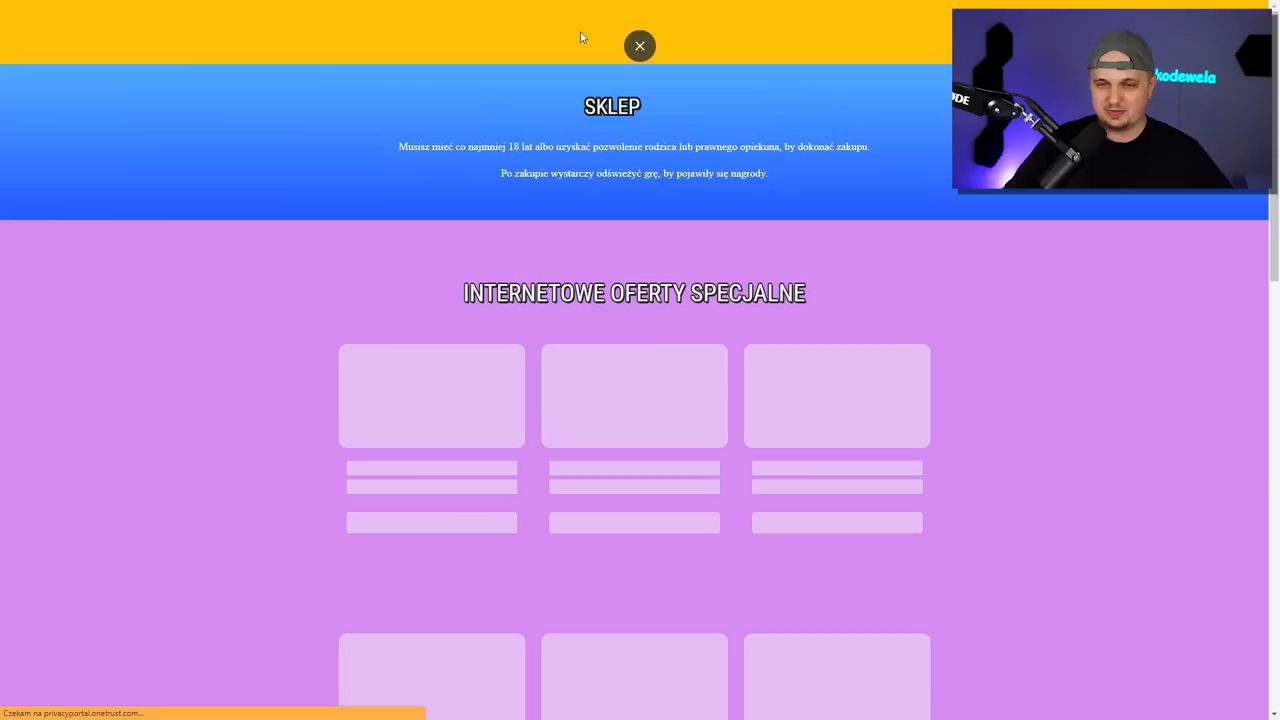 SKLEP
Musisz mieć co najmniej 18 lat albo uzyskać pozwolenie rodzica lub prawnego opiekuna, by dokonać zakupu.
Po zakupie wystarczy odświeżyć grę, by pojawiły się nagrody.
kodewela
INTERNETOWE OFERTY SPECJALNE
Czekam na privacyportal.onetrust.com...